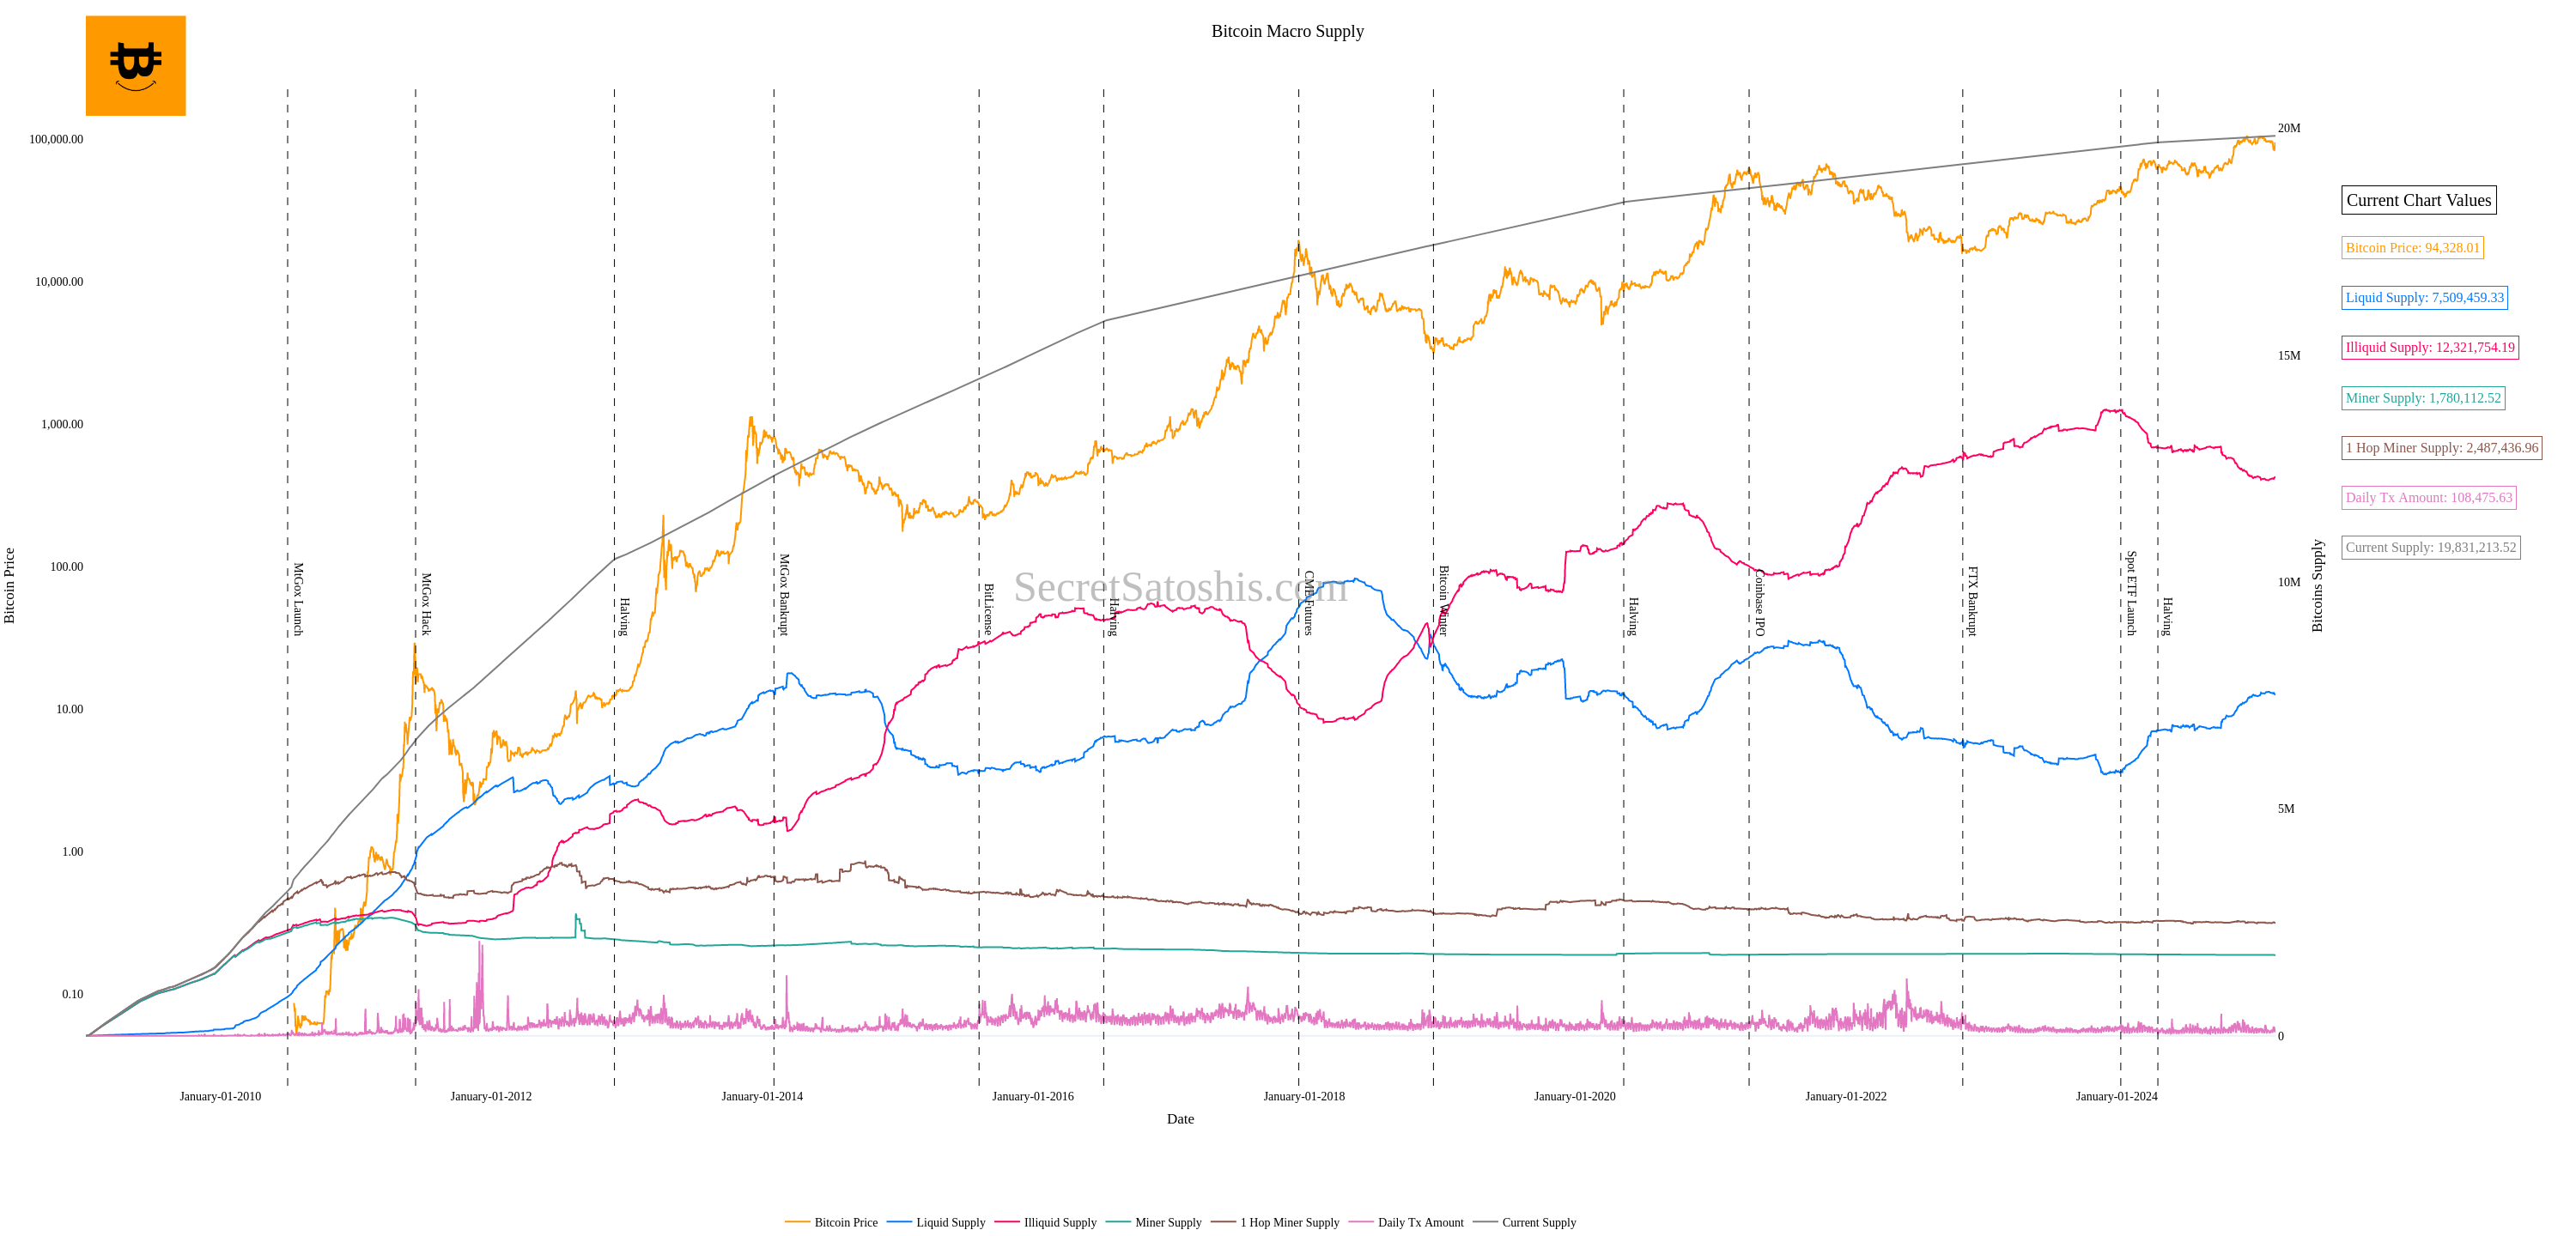 Bitcoin Macro Supply
100,000.00
10,000.00
1,000.00
100.00
10.00
1.00
0.10
Bitcoin Price
20M
15M
10M
5M
0
Bitcoins Supply
MtGox Launch
MtGox Hack
Halving
MtGox Bankrupt
BitLicense
Halving
CME Futures
Bitcoin Winter
Halving
Coinbase IPO
FTX Bankrupt
Spot ETF Launch
Halving
SecretSatoshis.com
January-01-2010
January-01-2012
January-01-2014
January-01-2016
January-01-2018
January-01-2020
January-01-2022
January-01-2024
Date
Current Chart Values
Bitcoin Price: 94,328.01
Liquid Supply: 7,509,459.33
Illiquid Supply: 12,321,754.19
Miner Supply: 1,780,112.52
1 Hop Miner Supply: 2,487,436.96
Daily Tx Amount: 108,475.63
Current Supply: 19,831,213.52
Bitcoin Price
Liquid Supply
Illiquid Supply
Miner Supply
1 Hop Miner Supply
Daily Tx Amount
Current Supply